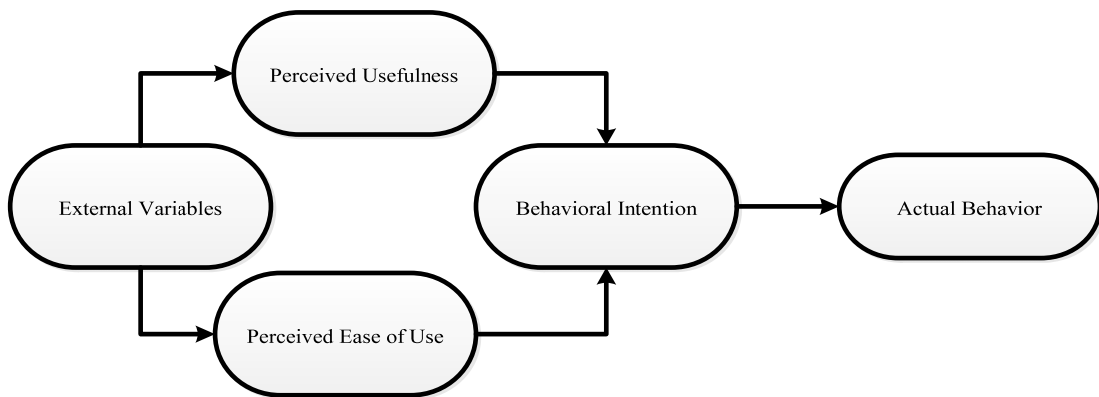 Perceived Usefulness
External Variables
Behavioral Intention
Actual Behavior
Perceived Ease of Use